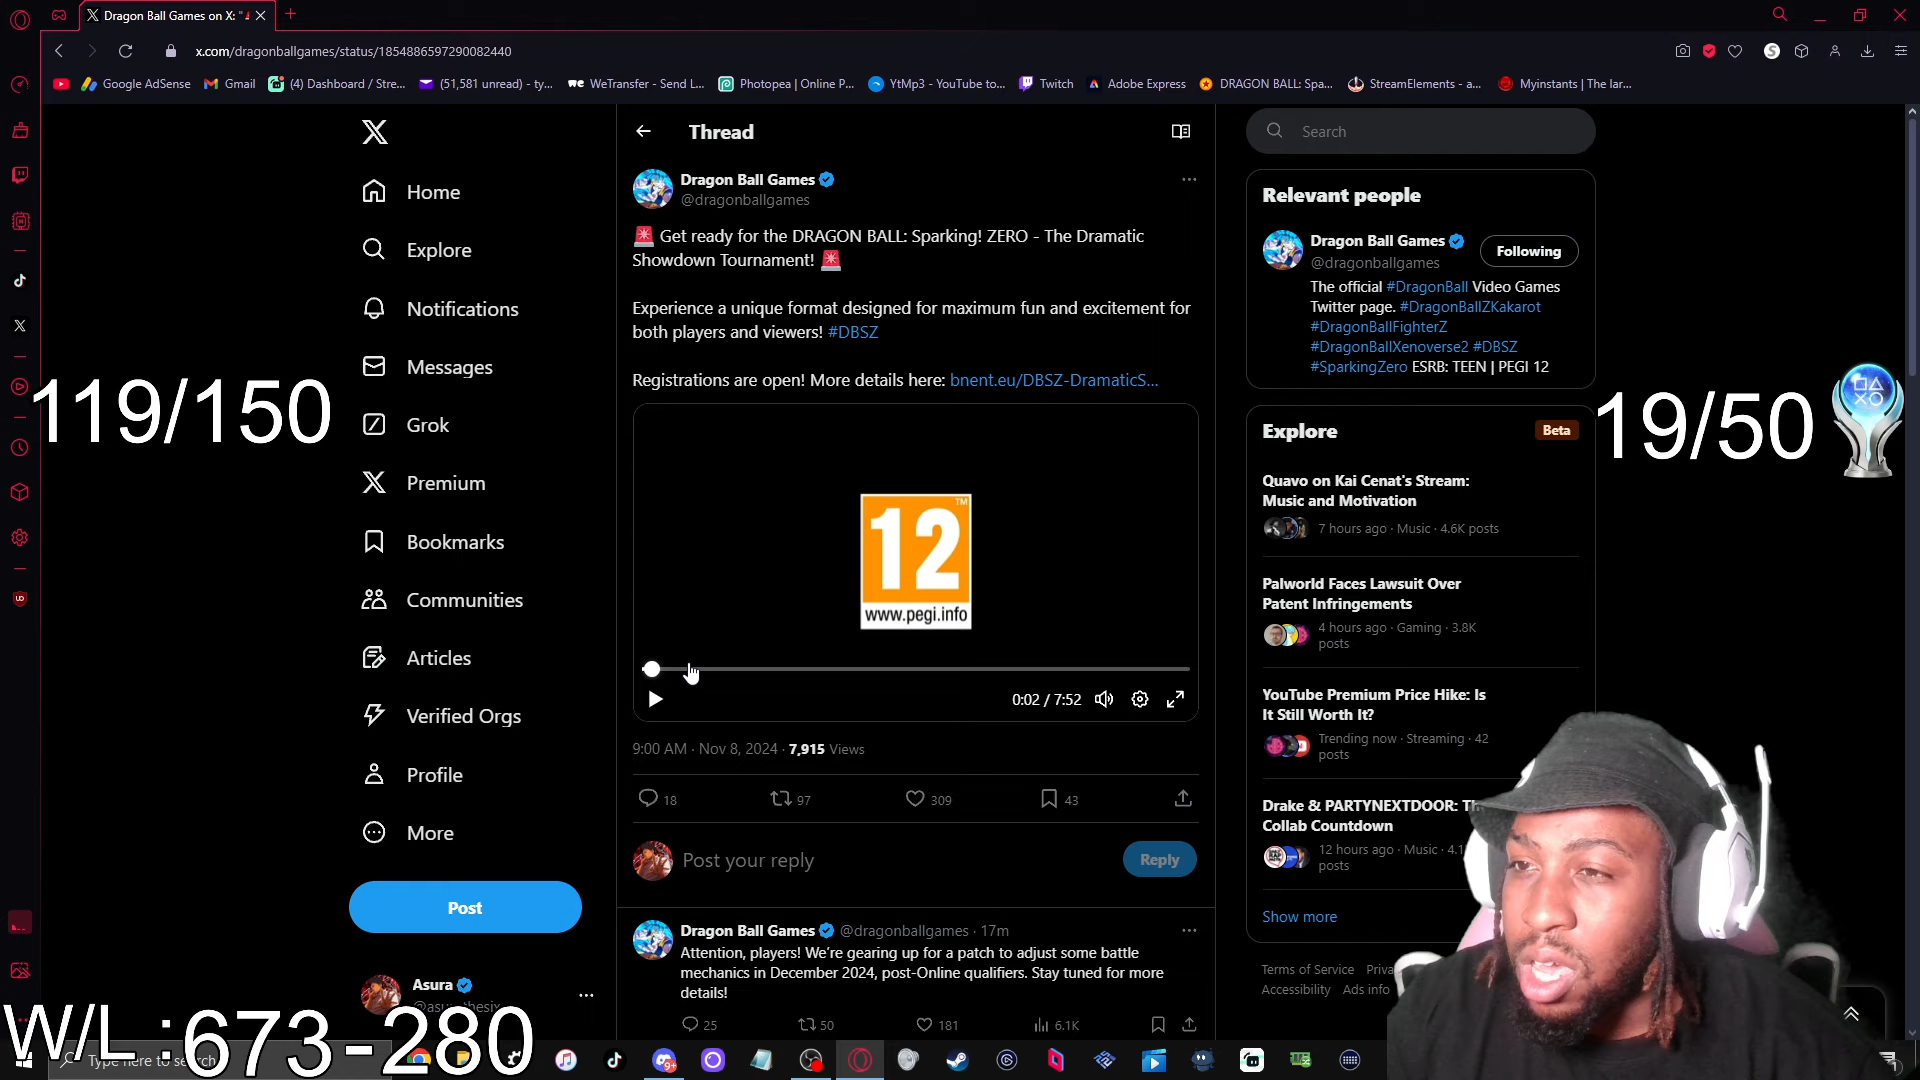 Dragon Ball Games on X: "
x.com/dragonballgames/status/1854886597290082440
Google AdSense
Gmail
(4) Dashboard / Stre...
(51,581 unread) - ty...
WeTransfer - Send L...
Photopea | Online P...
YtMp3 - YouTube to...
Twitch
Adobe Express
DRAGON BALL: Spa...
StreamElements - a...
Myinstants | The lar...
Home
Explore
Notifications
Messages
Grok
Premium
Bookmarks
Communities
Articles
Verified Orgs
Profile
More
Post
Asura
119/150
W/L :673-280
Type here to
Thread
Dragon Ball Games
@dragonballgames
Get ready for the DRAGON BALL: Sparking! ZERO - The Dramatic
Showdown Tournament!
Experience a unique format designed for maximum fun and excitement for
both players and viewers! #DBSZ
Registrations are open! More details here: bnent.eu/DBSZ-DramaticS...
12
TM
www.pegi.info
0:02 / 7:52
9:00 AM · Nov 8, 2024 · 7,915 Views
18
97
309
43
Post your reply
Reply
Dragon Ball Games @dragonballgames · 17m
Attention, players! We're gearing up for a patch to adjust some battle
mechanics in December 2024, post-Online qualifiers. Stay tuned for more
details!
25
50
181
6.1K
Search
Relevant people
Dragon Ball Games
@dragonballgames
Following
The official #DragonBall Video Games
Twitter page. #DragonBallZKakarot
#DragonBallFighterZ
#DragonBallXenoverse2 #DBSZ
#SparkingZero ESRB: TEEN | PEGI 12
19/50
Explore
Beta
Quavo on Kai Cenat's Stream:
Music and Motivation
7 hours ago · Music · 4.6K posts
Palworld Faces Lawsuit Over
Patent Infringements
4 hours ago · Gaming · 3.8K
posts
YouTube Premium Price Hike: Is
It Still Worth It?
Trending now · Streaming · 42
posts
Drake & PARTYNEXTDOOR:
Collab Countdown
12 hours ago · Music · 4.1
posts
Show more
Terms of Service
Accessibility
Ads info